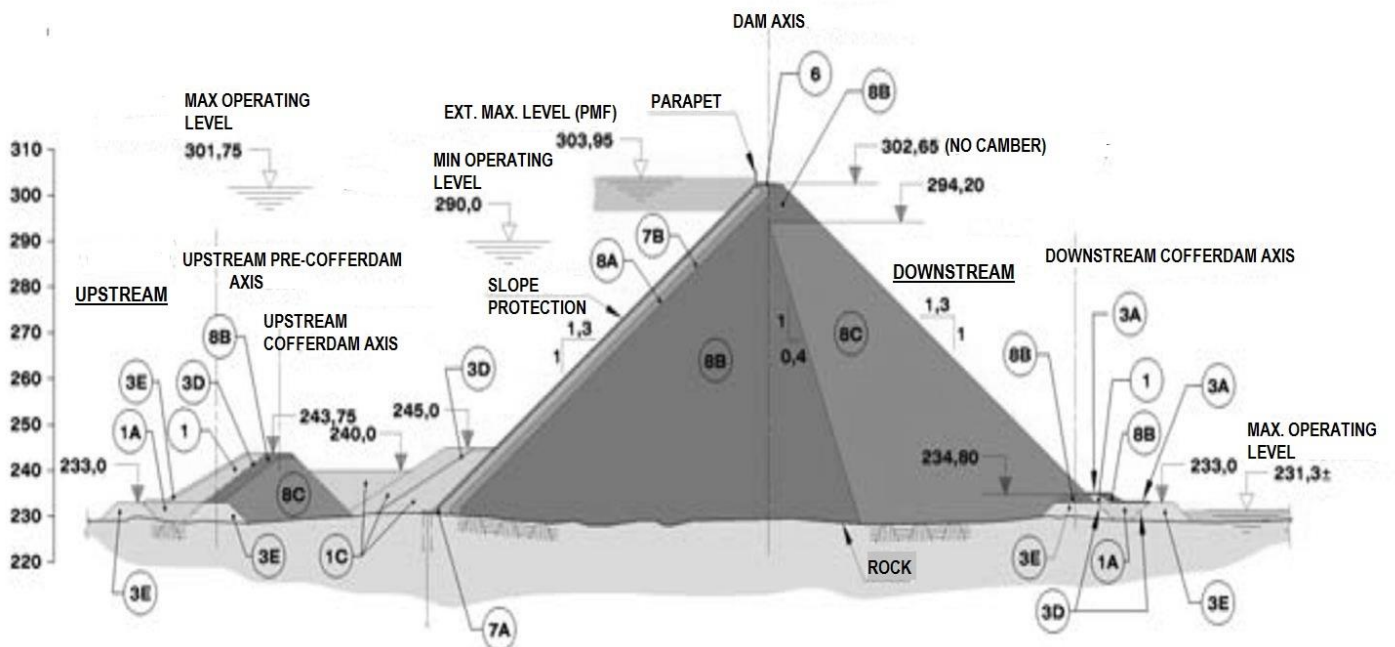 DAM AXIS
6
8B
MAX OPERATING
LEVEL
301,75
EXT. MAX. LEVEL (PMF)
303,95
PARAPET
302,65 (NO CAMBER)
294,20
MIN OPERATING
LEVEL
290,0
310
300
290
280
270
260
250
240
230
220
UPSTREAM PRE-COFFERDAM
AXIS
UPSTREAM
UPSTREAM
COFFERDAM AXIS
7B
8A
SLOPE
PROTECTION
1,3
1
DOWNSTREAM
1,3
1
DOWNSTREAM COFFERDAM AXIS
8B
3D
3E
1
1A
233,0
243,75
240,0
245,0
3D
8C
8B
1
0,4
8C
8B
3A
1
3A
8B
MAX. OPERATING
LEVEL
234,80
233,0
231,3±
3E
3E
1C
7A
ROCK
3E
1A
3D
3E